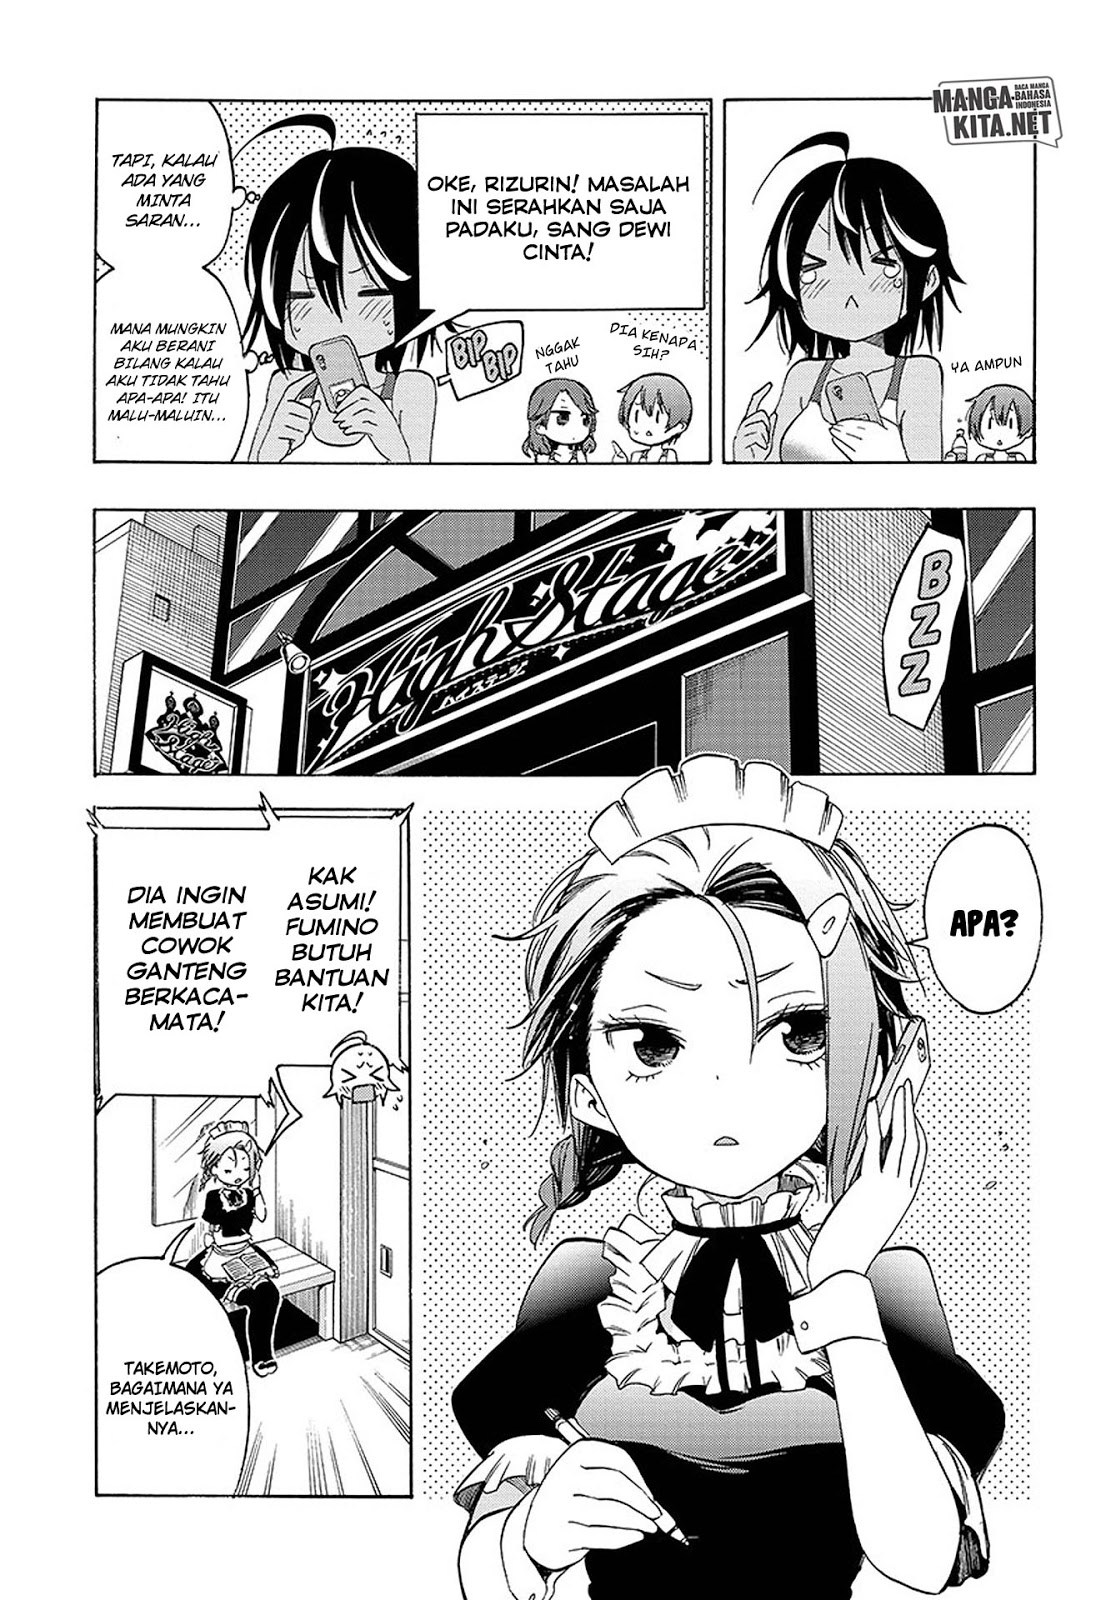 MANGA
KITA.NET
BACA MANGA
BAHASA
INDONESIA
YA AMPUN
OKE, RIZURIN! MASALAH
INI SERAHKAN SAJA
PADAKU, SANG DEWI
CINTA!
BIP
BIP
DIA KENAPA
SIH?
NGGAK
TAHU
TAPI, KALAU
ADA YANG
MINTA
SARAN...
MANA MUNGKIN
AKU BERANI
BILANG KALAU
AKU TIDAK TAHU
APA-APA! ITU
MALU-MALUIN...
BZZ
High Stage
High
Stage
APA?
KAK
ASUMI!
FUMINO
BUTUH
BANTUAN
KITA!
DIA INGIN
MEMBUAT
COWOK
GANTENG
BERKACA-
MATA!
TAKEMOTO,
BAGAIMANA YA
MENJELASKAN-
NYA...